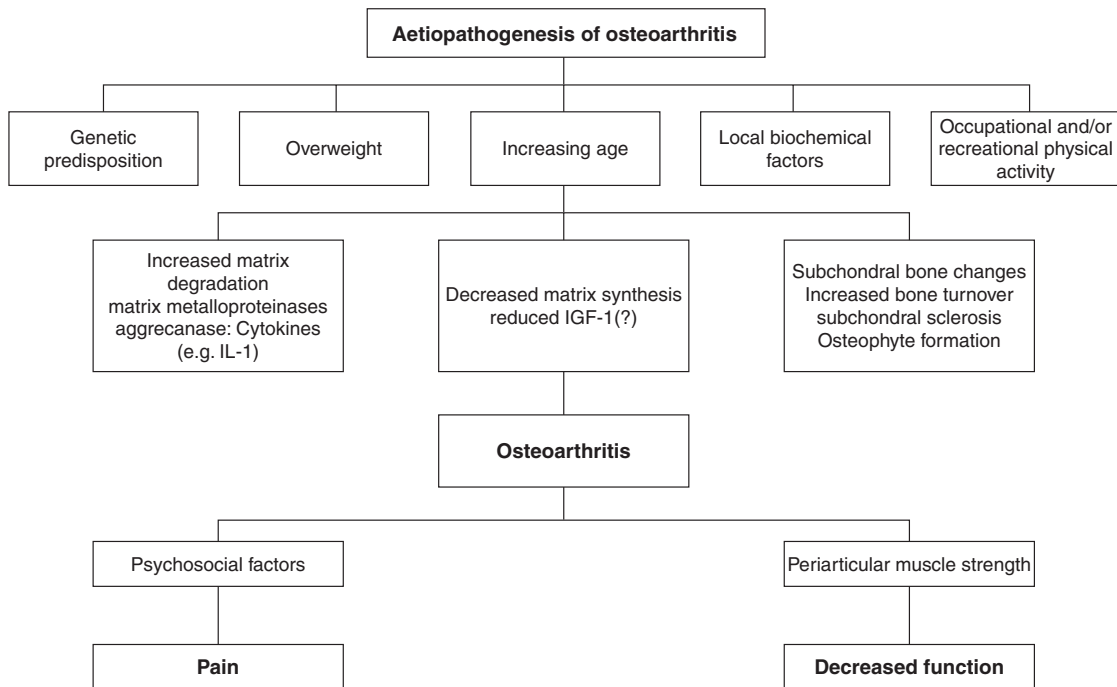 Aetiopathogenesis of osteoarthritis
Genetic
predisposition
Overweight
Increasing age
Local biochemical
factors
Occupational and/or
recreational physical
activity
Increased matrix
degradation
matrix metalloproteinases
aggrecanase: Cytokines
(e.g. IL-1)
Decreased matrix synthesis
reduced IGF-1(?)
Subchondral bone changes
Increased bone turnover
subchondral sclerosis
Osteophyte formation
Osteoarthritis
Psychosocial factors
Periarticular muscle strength
Pain
Decreased function